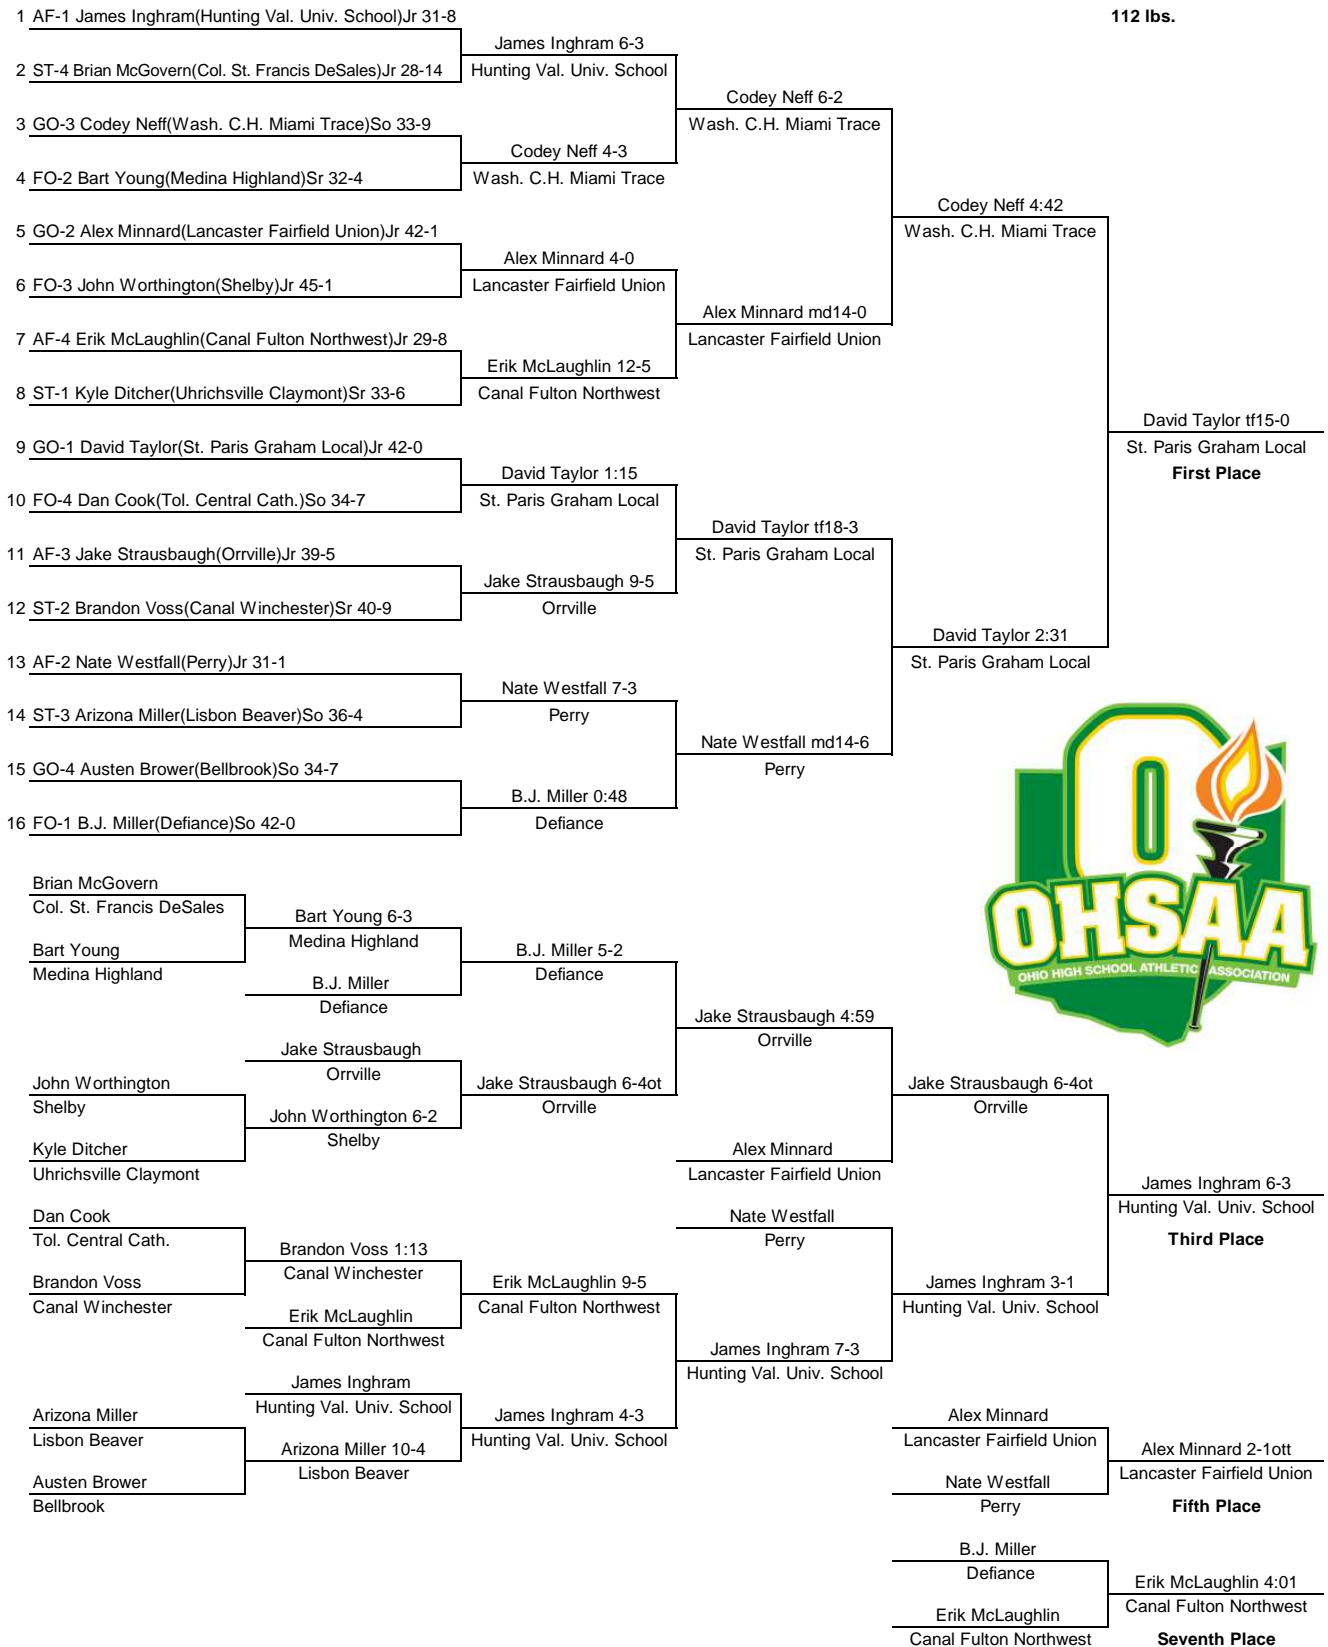 112 lbs.
1 AF-1 James Inghram(Hunting Val. Univ. School)Jr 31-8
2 ST-4 Brian McGovern(Col. St. Francis DeSales)Jr 28-14
3 GO-3 Codey Neff(Wash. C.H. Miami Trace)So 33-9
4 FO-2 Bart Young(Medina Highland)Sr 32-4
5 GO-2 Alex Minnard(Lancaster Fairfield Union)Jr 42-1
6 FO-3 John Worthington(Shelby)Jr 45-1
7 AF-4 Erik McLaughlin(Canal Fulton Northwest)Jr 29-8
8 ST-1 Kyle Ditcher(Uhrichsville Claymont)Sr 33-6
9 GO-1 David Taylor(St. Paris Graham Local)Jr 42-0
10 FO-4 Dan Cook(Tol. Central Cath.)So 34-7
11 AF-3 Jake Strausbaugh(Orrville)Jr 39-5
12 ST-2 Brandon Voss(Canal Winchester)Sr 40-9
13 AF-2 Nate Westfall(Perry)Jr 31-1
14 ST-3 Arizona Miller(Lisbon Beaver)So 36-4
15 GO-4 Austen Brower(Bellbrook)So 34-7
16 FO-1 B.J. Miller(Defiance)So 42-0
James Inghram 6-3
Hunting Val. Univ. School
Codey Neff 4-3
Wash. C.H. Miami Trace
Alex Minnard 4-0
Lancaster Fairfield Union
Erik McLaughlin 12-5
Canal Fulton Northwest
David Taylor 1:15
St. Paris Graham Local
Jake Strausbaugh 9-5
Orrville
Nate Westfall 7-3
Perry
B.J. Miller 0:48
Defiance
Codey Neff 6-2
Wash. C.H. Miami Trace
Alex Minnard md14-0
Lancaster Fairfield Union
David Taylor tf18-3
St. Paris Graham Local
Nate Westfall md14-6
Perry
Codey Neff 4:42
Wash. C.H. Miami Trace
David Taylor 2:31
St. Paris Graham Local
David Taylor tf15-0
St. Paris Graham Local
First Place
O
OHSAA
OHIO HIGH SCHOOL ATHLETIC ASSOCIATION
Brian McGovern
Col. St. Francis DeSales
Bart Young
Medina Highland
John Worthington
Shelby
Kyle Ditcher
Uhrichsville Claymont
Dan Cook
Tol. Central Cath.
Brandon Voss
Canal Winchester
Arizona Miller
Lisbon Beaver
Austen Brower
Bellbrook
Bart Young 6-3
Medina Highland
B.J. Miller
Defiance
Jake Strausbaugh
Orrville
John Worthington 6-2
Shelby
Brandon Voss 1:13
Canal Winchester
Erik McLaughlin
Canal Fulton Northwest
James Inghram
Hunting Val. Univ. School
Arizona Miller 10-4
Lisbon Beaver
B.J. Miller 5-2
Defiance
Jake Strausbaugh 6-4ot
Orrville
Erik McLaughlin 9-5
Canal Fulton Northwest
James Inghram 4-3
Hunting Val. Univ. School
Jake Strausbaugh 4:59
Orrville
Alex Minnard
Lancaster Fairfield Union
Nate Westfall
Perry
James Inghram 7-3
Hunting Val. Univ. School
Jake Strausbaugh 6-4ot
Orrville
James Inghram 3-1
Hunting Val. Univ. School
James Inghram 6-3
Hunting Val. Univ. School
Third Place
Alex Minnard
Lancaster Fairfield Union
Nate Westfall
Perry
Alex Minnard 2-1ott
Lancaster Fairfield Union
Fifth Place
B.J. Miller
Defiance
Erik McLaughlin
Canal Fulton Northwest
Erik McLaughlin 4:01
Canal Fulton Northwest
Seventh Place